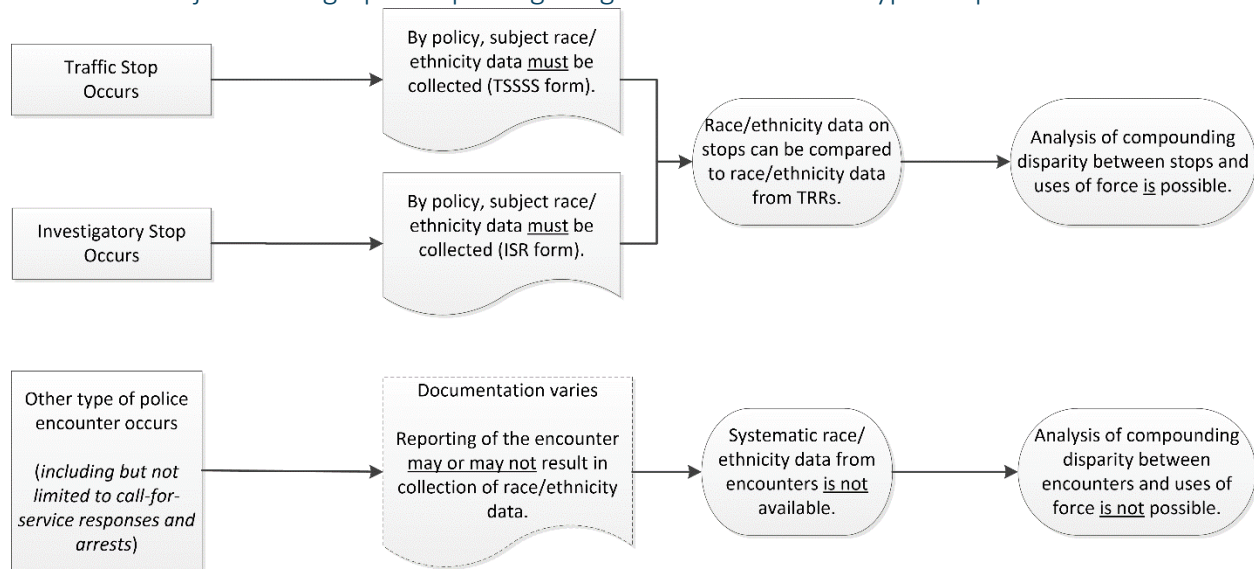 Traffic Stop
Occurs
By policy, subject race/
ethnicity data must be
collected (TSSSS form).
Race/ethnicity data on
stops can be compared
to race/ethnicity data
from TRRs.
Analysis of compounding
disparity between stops and
uses of force is possible.
Investigatory Stop
Occurs
By policy, subject race/
ethnicity data must be
collected (ISR form).
Other type of police
encounter occurs
(including but not
limited to call-for-
service responses and
arrests)
Documentation varies
Reporting of the encounter
may or may not result in
collection of race/ethnicity
data.
Systematic race/
ethnicity data from
encounters is not
available.
Analysis of compounding
disparity between
encounters and uses of
force is not possible.